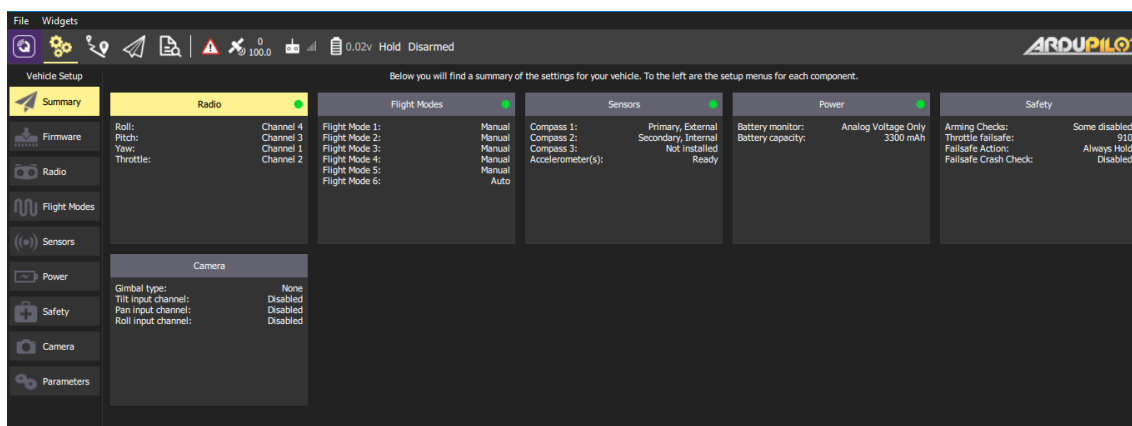 File Widgets
0
100.0
0.02v Hold Disarmed
ARDUPILOT
Vehicle Setup
Below you will find a summary of the settings for your vehicle. To the left are the setup menus for each component.
Summary
Firmware
Radio
Flight Modes
Sensors
Power
Safety
Camera
Parameters
Radio
Roll: Channel 4
Pitch: Channel 3
Yaw: Channel 1
Throttle: Channel 2
Flight Modes
Flight Mode 1: Manual
Flight Mode 2: Manual
Flight Mode 3: Manual
Flight Mode 4: Manual
Flight Mode 5: Manual
Flight Mode 6: Auto
Sensors
Compass 1: Primary, External
Compass 2: Secondary, Internal
Compass 3: Not installed
Accelerometer(s): Ready
Power
Battery monitor: Analog Voltage Only
Battery capacity: 3300 mAh
Safety
Arming Checks: Some disabled
Throttle failsafe: 910
Failsafe Action: Always Hold
Failsafe Crash Check: Disabled
Camera
Gimbal type: None
Tilt input channel: Disabled
Pan input channel: Disabled
Roll input channel: Disabled